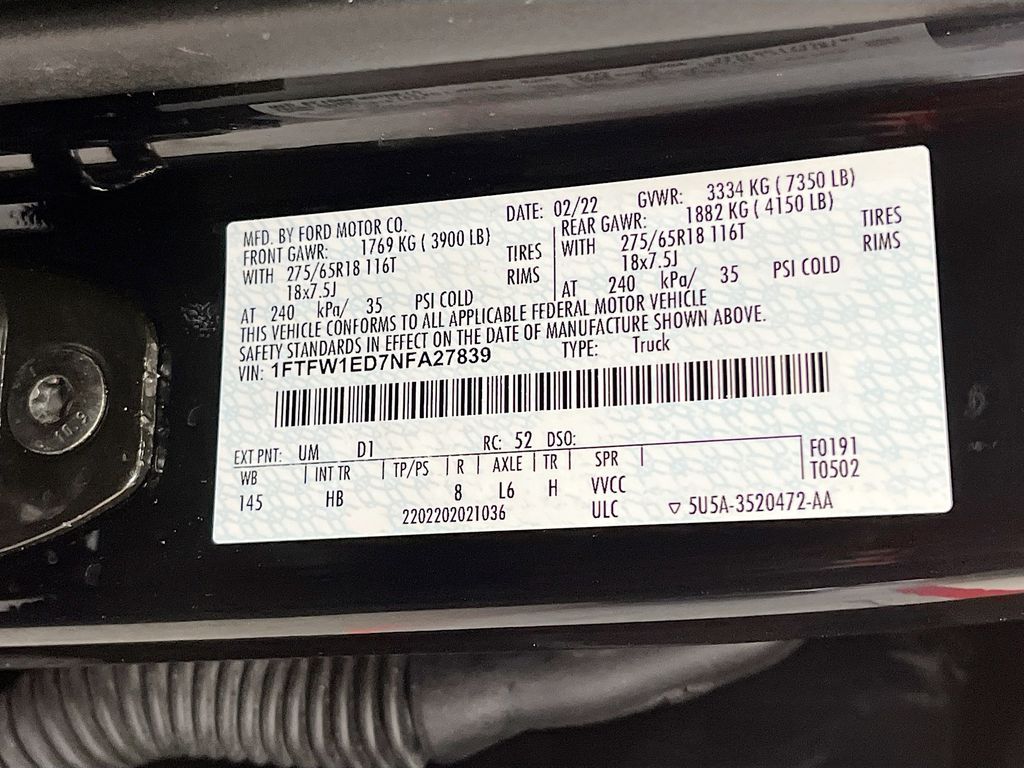 MFD. BY FORD MOTOR CO. DATE: 02/22 GVWR: 3334 KG ( 7350 LB)
FRONT GAWR: 1769 KG ( 3900 LB) REAR GAWR: 1882 KG ( 4150 LB)
WITH 275/65R18 116T TIRES WITH 275/65R18 116T TIRES
18x7.5J RIMS 18x7.5J RIMS
AT 240 kPa/ 35 PSI COLD AT 240 kPa/ 35 PSI COLD
THIS VEHICLE CONFORMS TO ALL APPLICABLE FEDERAL MOTOR VEHICLE
SAFETY STANDARDS IN EFFECT ON THE DATE OF MANUFACTURE SHOWN ABOVE.
VIN: 1FTFW1ED7NFA27839 TYPE: Truck
EXT PNT: UM D1 RC: 52 DSO: F0191
WB INT TR TP/PS R AXLE TR SPR T0502
145 HB 8 L6 H VVCC
2202202021036 ULC ▽ 5U5A-3520472-AA